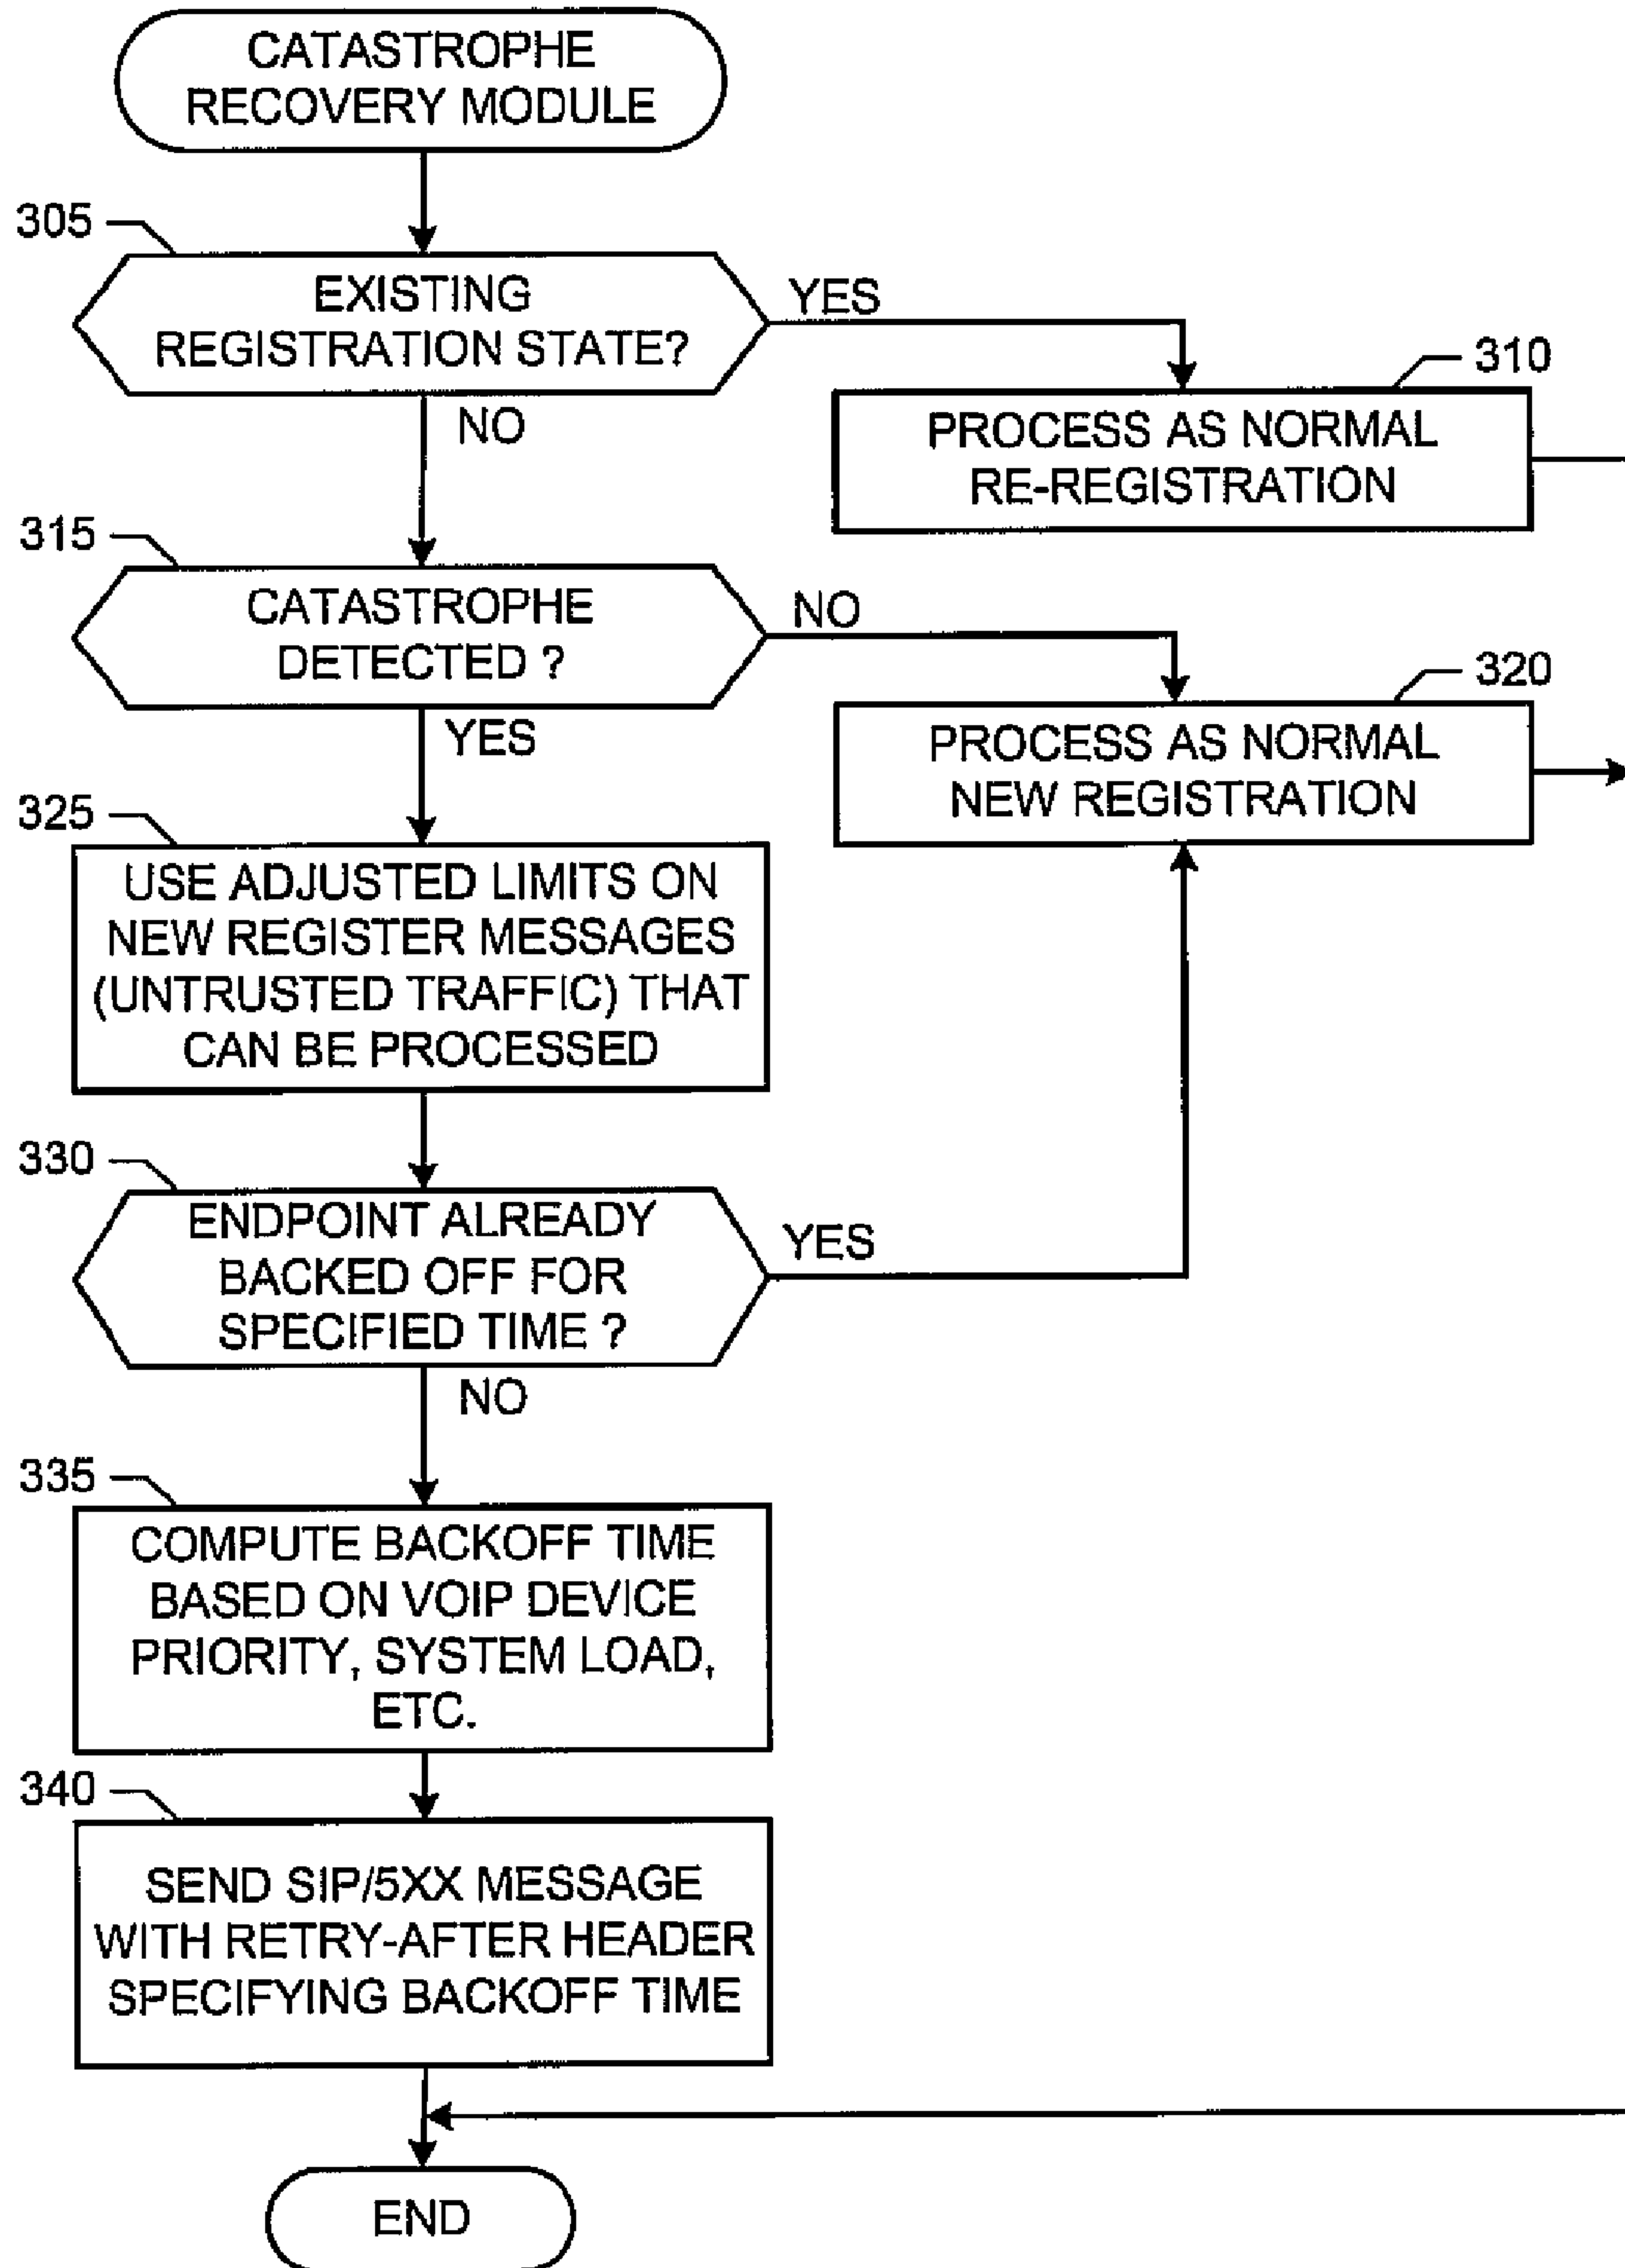 CATASTROPHE
RECOVERY MODULE
305
EXISTING
REGISTRATION STATE?
YES
NO
310
PROCESS AS NORMAL
RE-REGISTRATION
315
CATASTROPHE
DETECTED ?
NO
YES
320
PROCESS AS NORMAL
NEW REGISTRATION
325
USE ADJUSTED LIMITS ON
NEW REGISTER MESSAGES
(UNTRUSTED TRAFFIC) THAT
CAN BE PROCESSED
330
ENDPOINT ALREADY
BACKED OFF FOR
SPECIFIED TIME ?
YES
NO
335
COMPUTE BACKOFF TIME
BASED ON VOIP DEVICE
PRIORITY, SYSTEM LOAD,
ETC.
340
SEND SIP/5XX MESSAGE
WITH RETRY-AFTER HEADER
SPECIFYING BACKOFF TIME
END